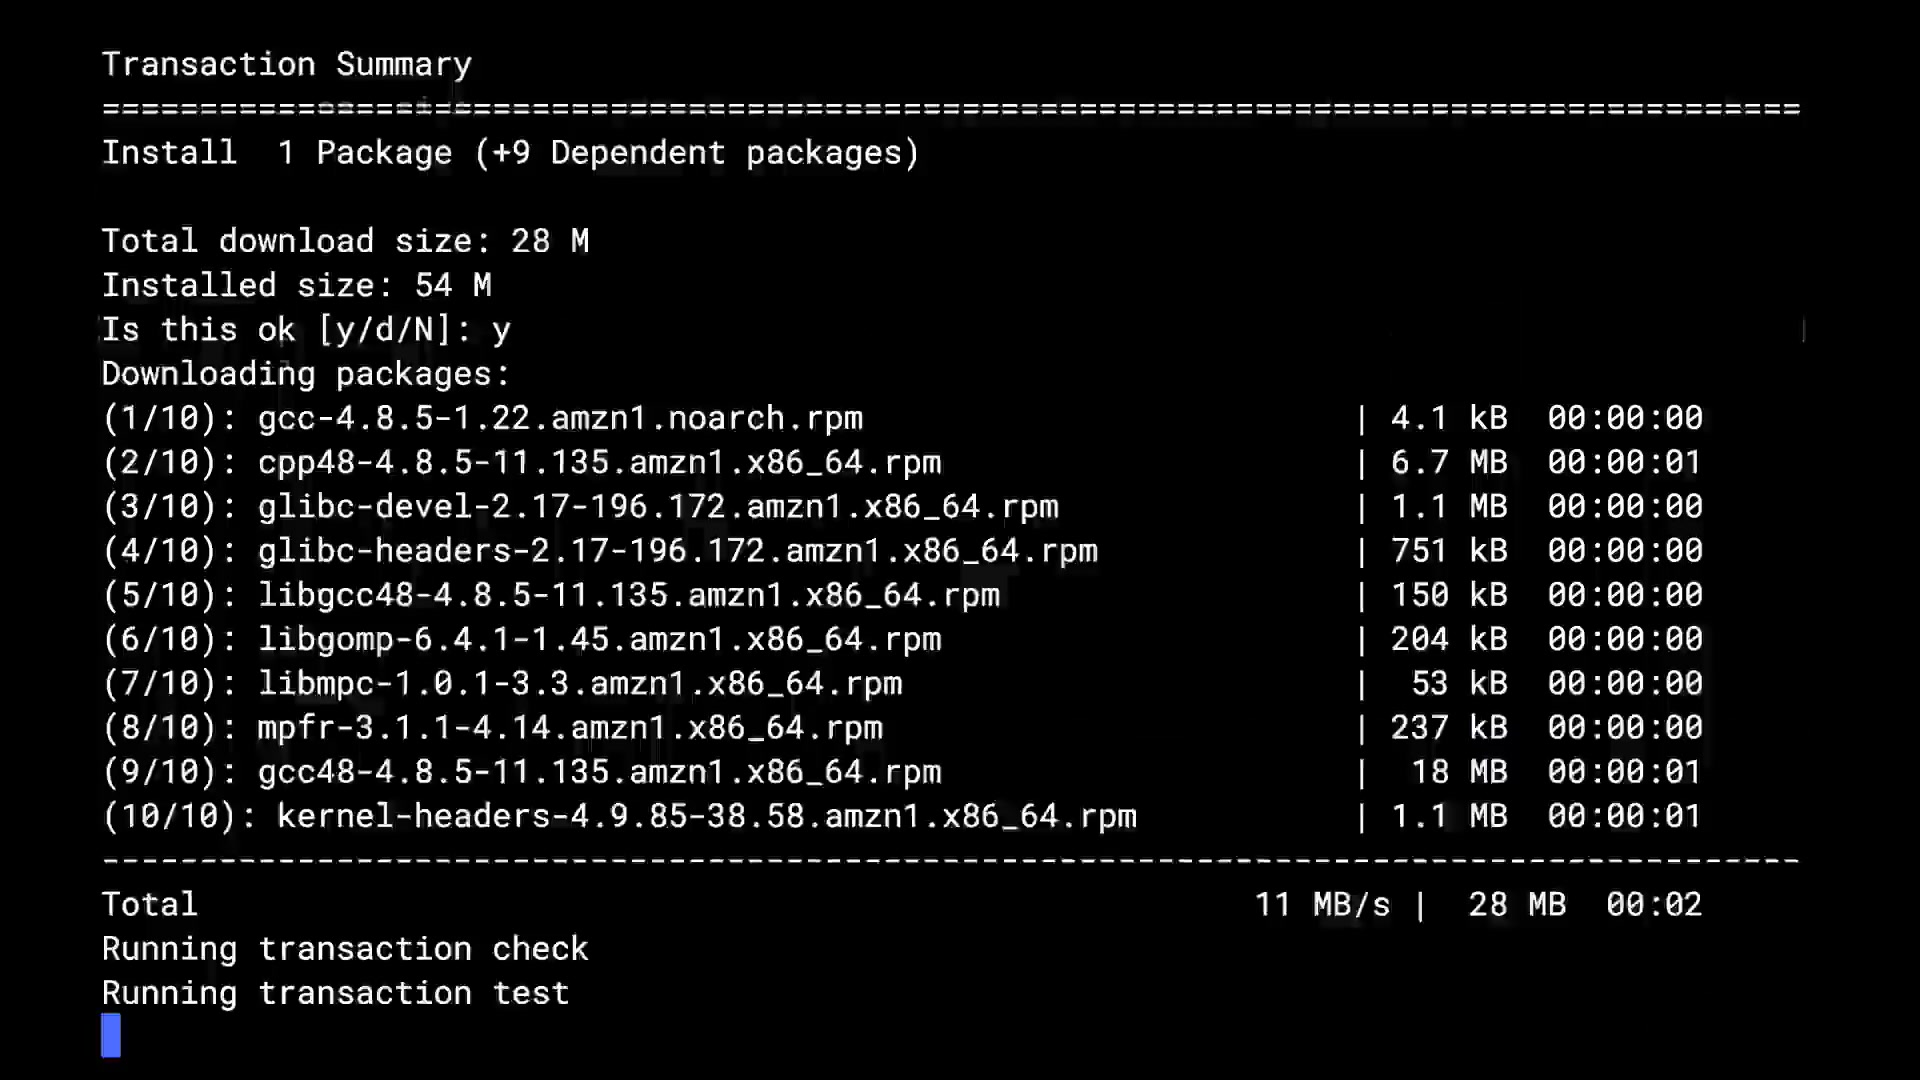 Transaction Summary
=======================================================================================
Install  1 Package (+9 Dependent packages)
Total download size: 28 M
Installed size: 54 M
Is this ok [y/d/N]: y
Downloading packages:
(1/10): gcc-4.8.5-1.22.amzn1.noarch.rpm | 4.1 kB  00:00:00
(2/10): cpp48-4.8.5-11.135.amzn1.x86_64.rpm | 6.7 MB  00:00:01
(3/10): glibc-devel-2.17-196.172.amzn1.x86_64.rpm | 1.1 MB  00:00:00
(4/10): glibc-headers-2.17-196.172.amzn1.x86_64.rpm | 751 kB  00:00:00
(5/10): libgcc48-4.8.5-11.135.amzn1.x86_64.rpm | 150 kB  00:00:00
(6/10): libgomp-6.4.1-1.45.amzn1.x86_64.rpm | 204 kB  00:00:00
(7/10): libmpc-1.0.1-3.3.amzn1.x86_64.rpm |  53 kB  00:00:00
(8/10): mpfr-3.1.1-4.14.amzn1.x86_64.rpm | 237 kB  00:00:00
(9/10): gcc48-4.8.5-11.135.amzn1.x86_64.rpm |  18 MB  00:00:01
(10/10): kernel-headers-4.9.85-38.58.amzn1.x86_64.rpm | 1.1 MB  00:00:01
---------------------------------------------------------------------------------------
Total 11 MB/s |  28 MB  00:02
Running transaction check
Running transaction test